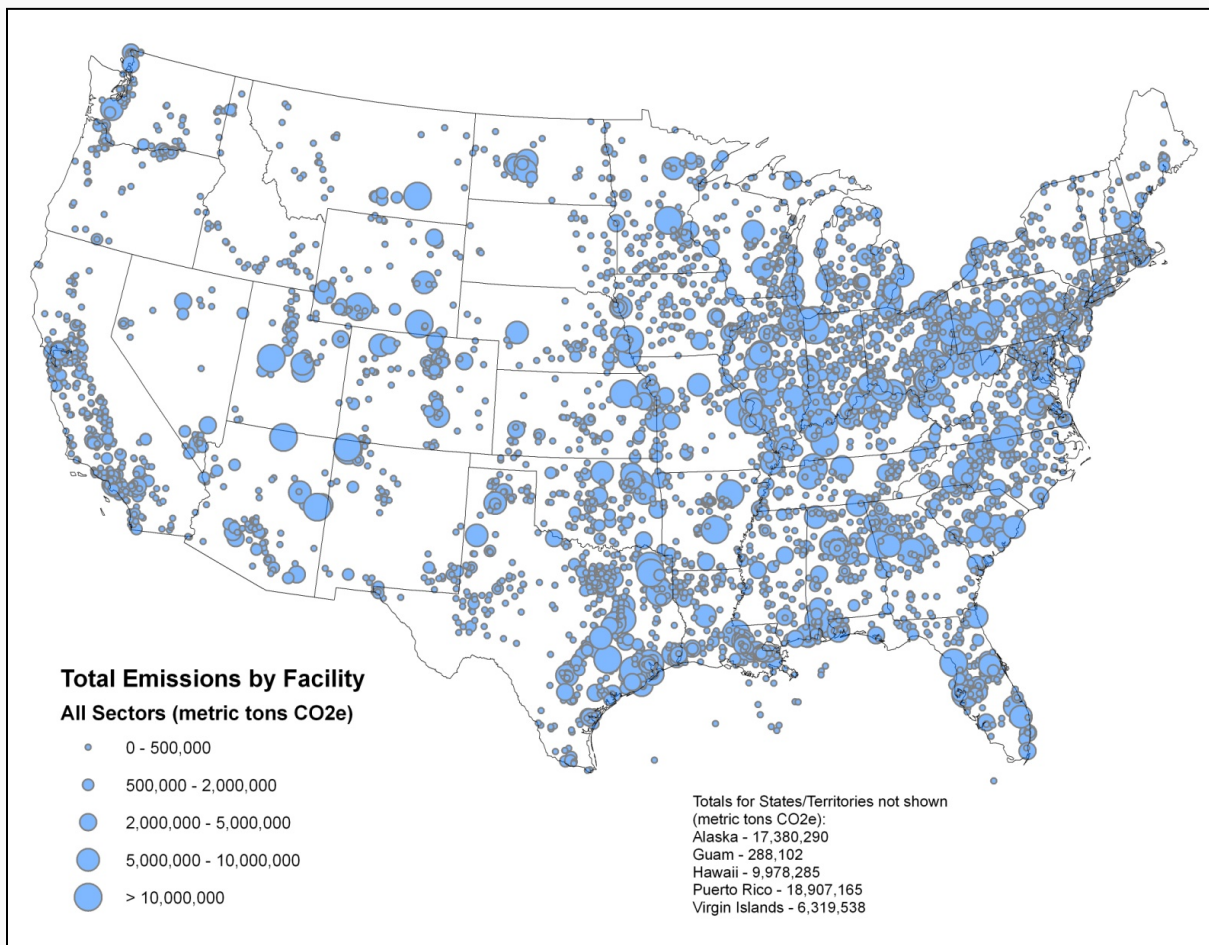 Total Emissions by Facility
All Sectors (metric tons CO2e)
0 - 500,000
500,000 - 2,000,000
2,000,000 - 5,000,000
5,000,000 - 10,000,000
> 10,000,000
Totals for States/Territories not shown
(metric tons CO2e):
Alaska - 17,380,290
Guam - 288,102
Hawaii - 9,978,285
Puerto Rico - 18,907,165
Virgin Islands - 6,319,538